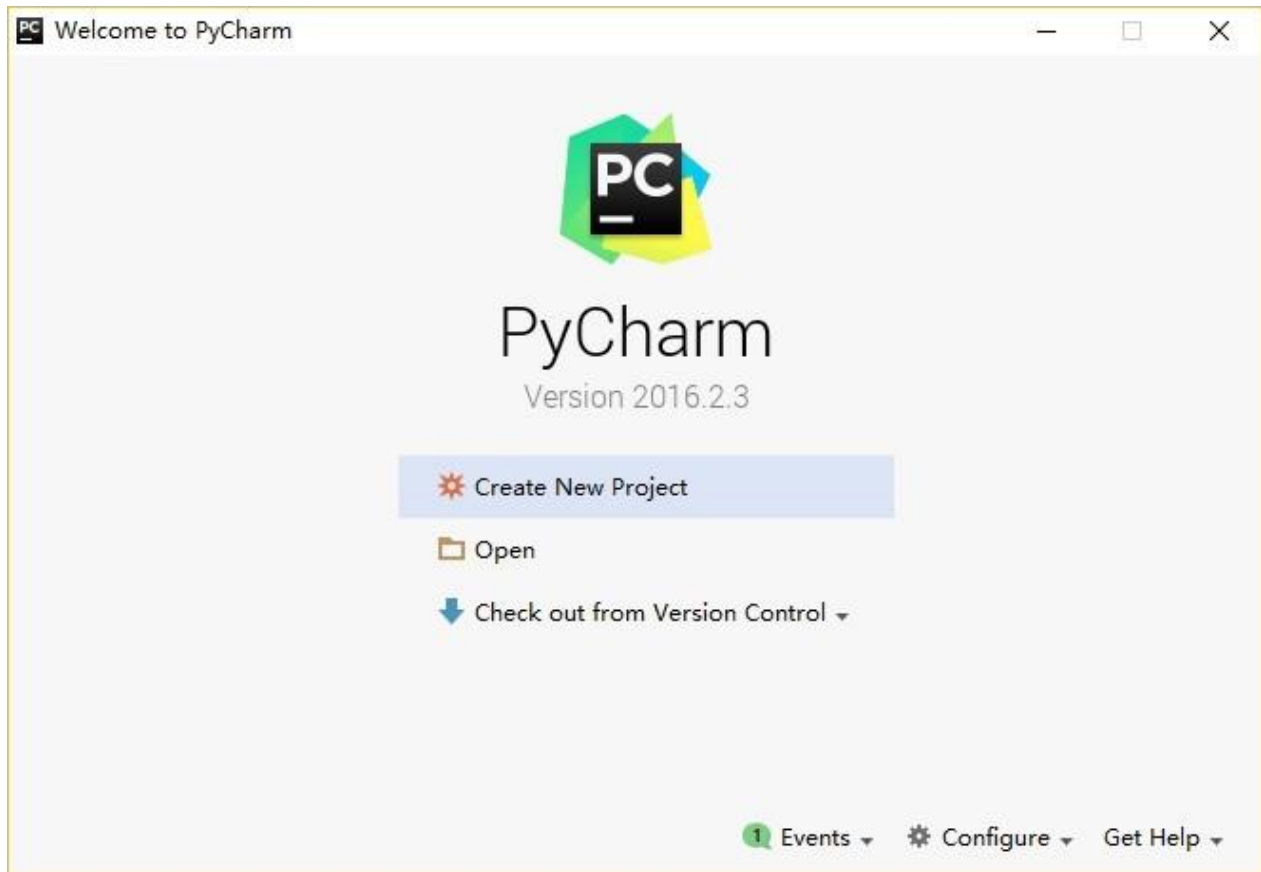 PC Welcome to PyCharm
PC
PyCharm
Version 2016.2.3
Create New Project
Open
Check out from Version Control
1 Events Configure Get Help